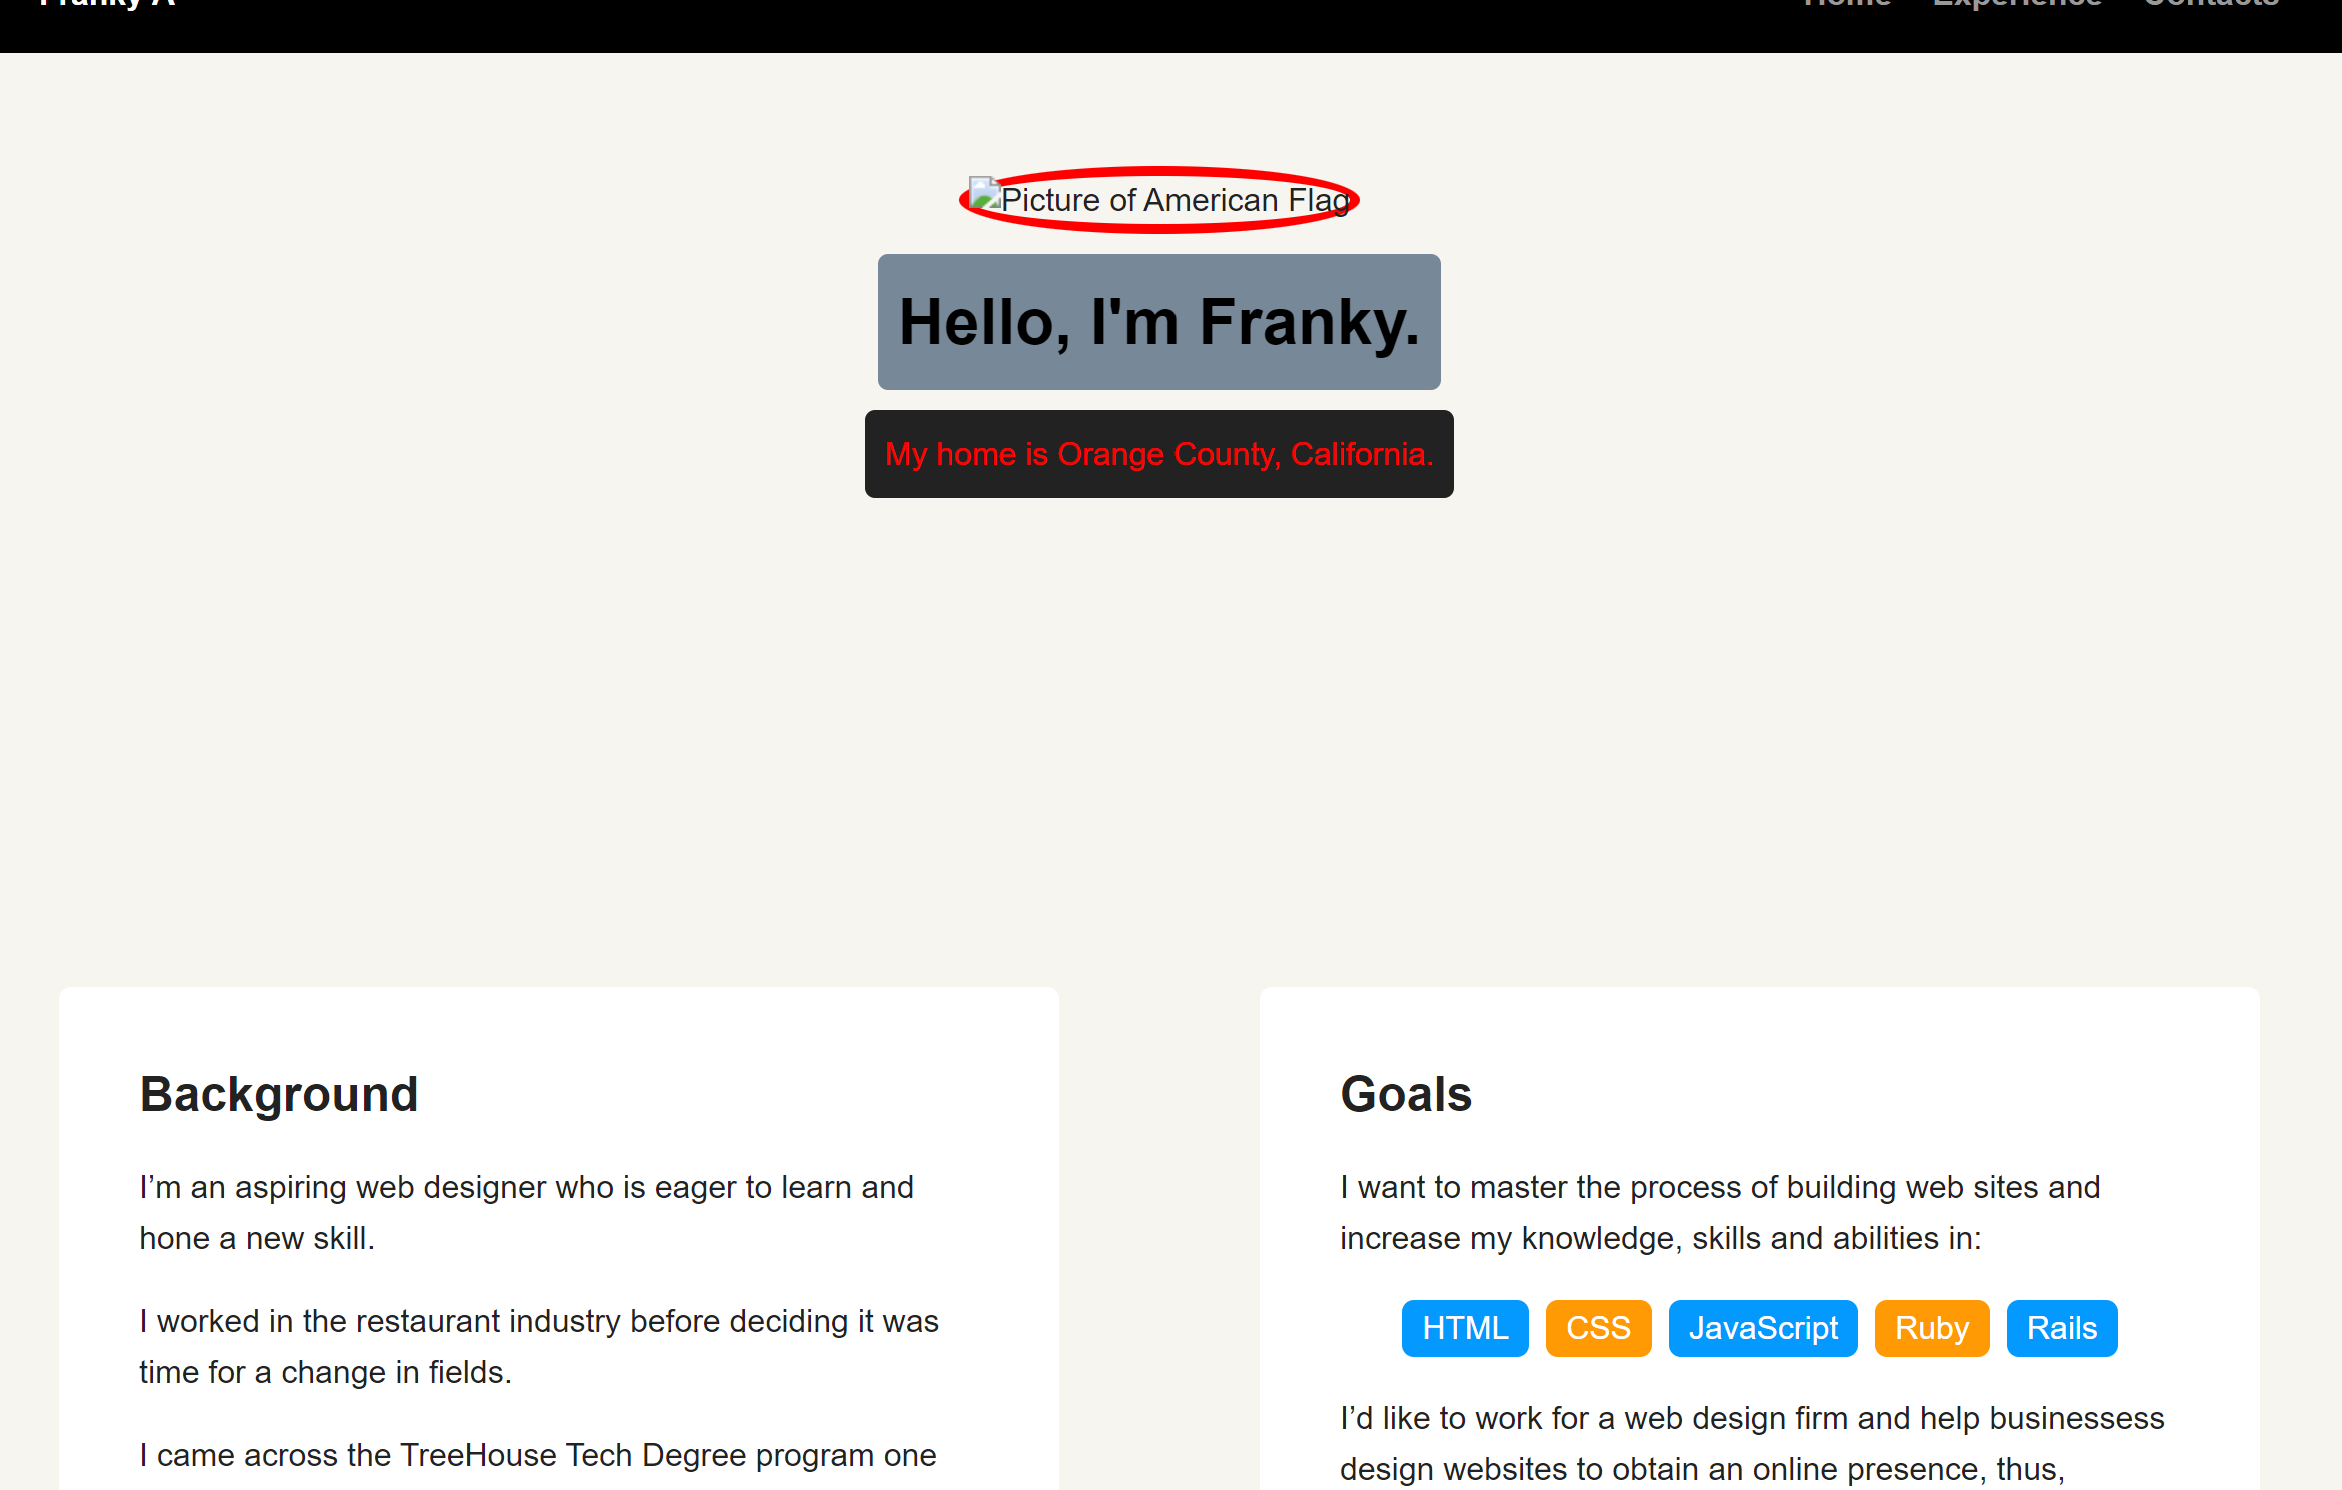 Franky A
Home Experience Contacts
Picture of American Flag
Hello, I'm Franky.
My home is Orange County, California.
Background
I’m an aspiring web designer who is eager to learn and
hone a new skill.
I worked in the restaurant industry before deciding it was
time for a change in fields.
I came across the TreeHouse Tech Degree program one
Goals
I want to master the process of building web sites and
increase my knowledge, skills and abilities in:
HTML CSS JavaScript Ruby Rails
I’d like to work for a web design firm and help businessess
design websites to obtain an online presence, thus,